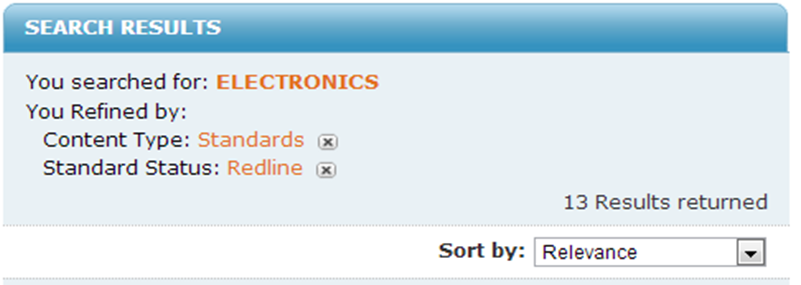 SEARCH RESULTS
You searched for: ELECTRONICS
You Refined by:
Content Type: Standards
Standard Status: Redline
13 Results returned
Sort by: Relevance